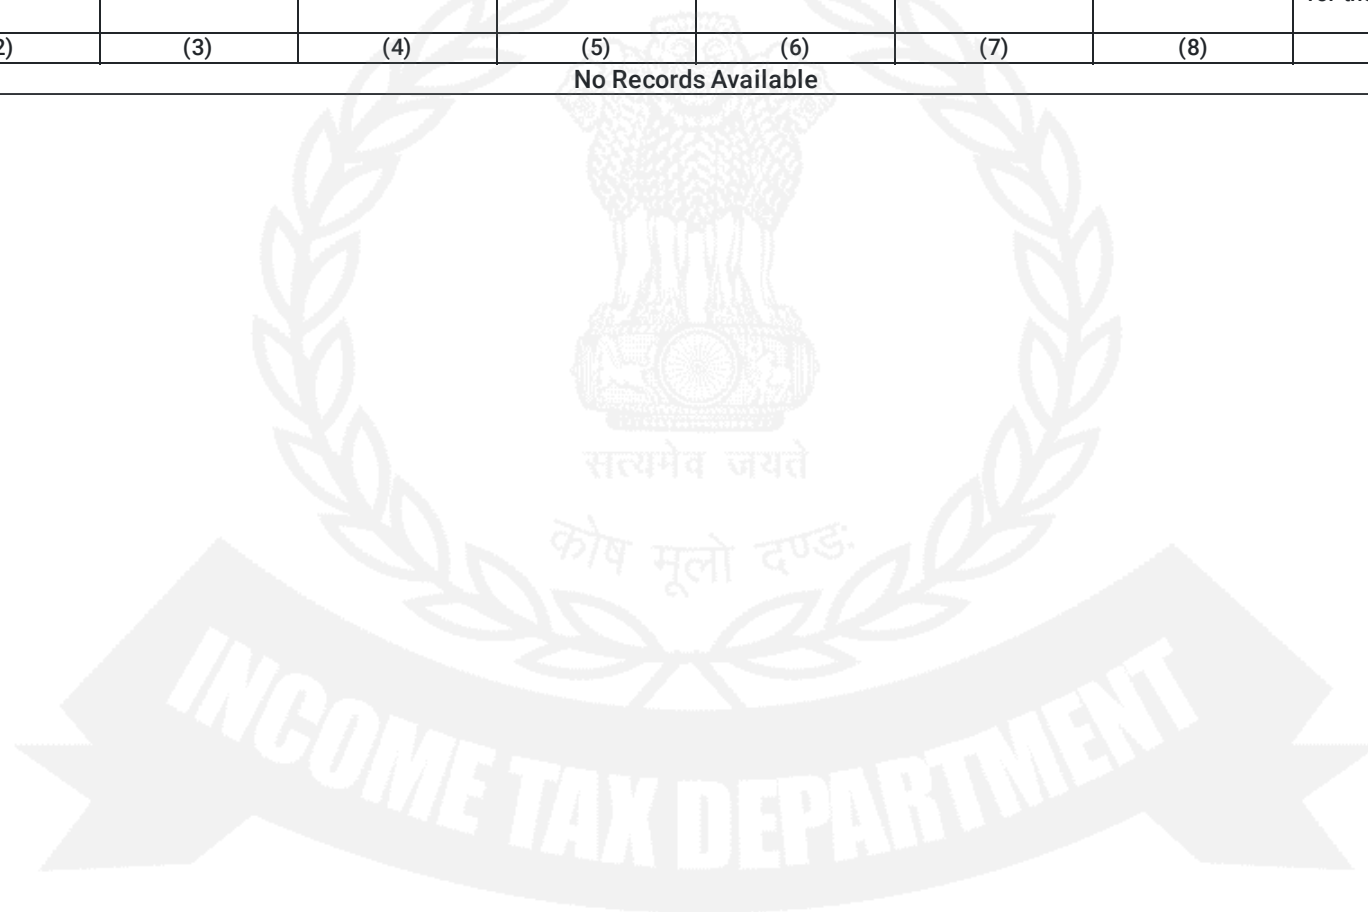 (3) (4) (5) (6) (7) (8)
No Records Available
सत्यमेव जयते
कोष मूलो दण्डः
INCOME TAX DEPARTMENT